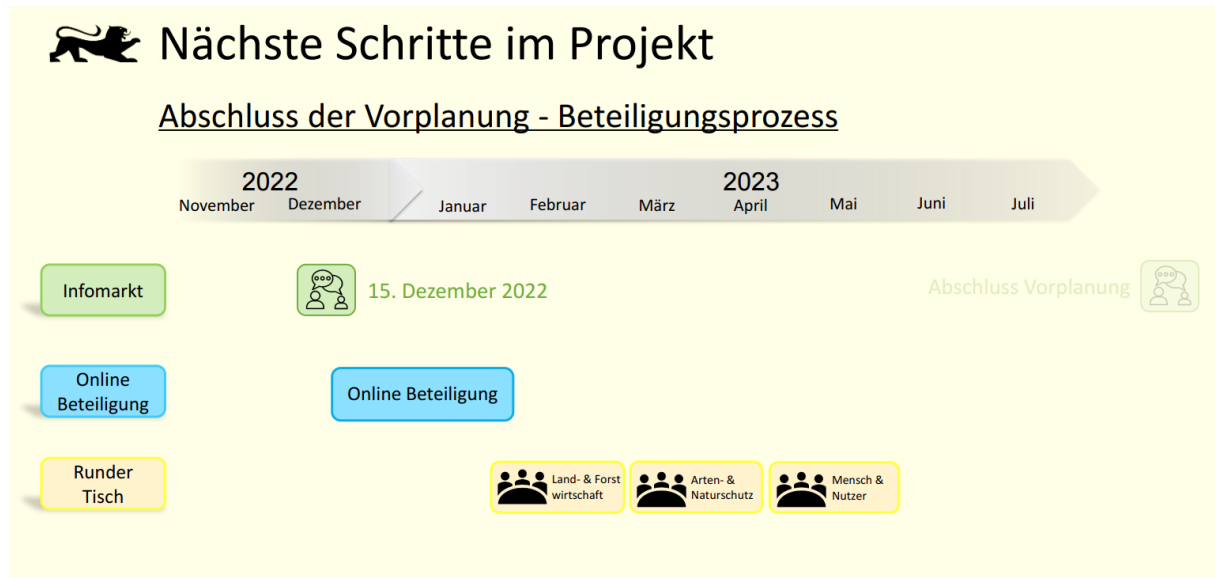 Nächste Schritte im Projekt
Abschluss der Vorplanung - Beteiligungsprozess
2022
2023
November Dezember Januar Februar März April Mai Juni Juli
Infomarkt
15. Dezember 2022
Abschluss Vorplanung
Online
Beteiligung
Online Beteiligung
Runder
Tisch
Land- & Forst
wirtschaft
Arten- &
Naturschutz
Mensch &
Nutzer